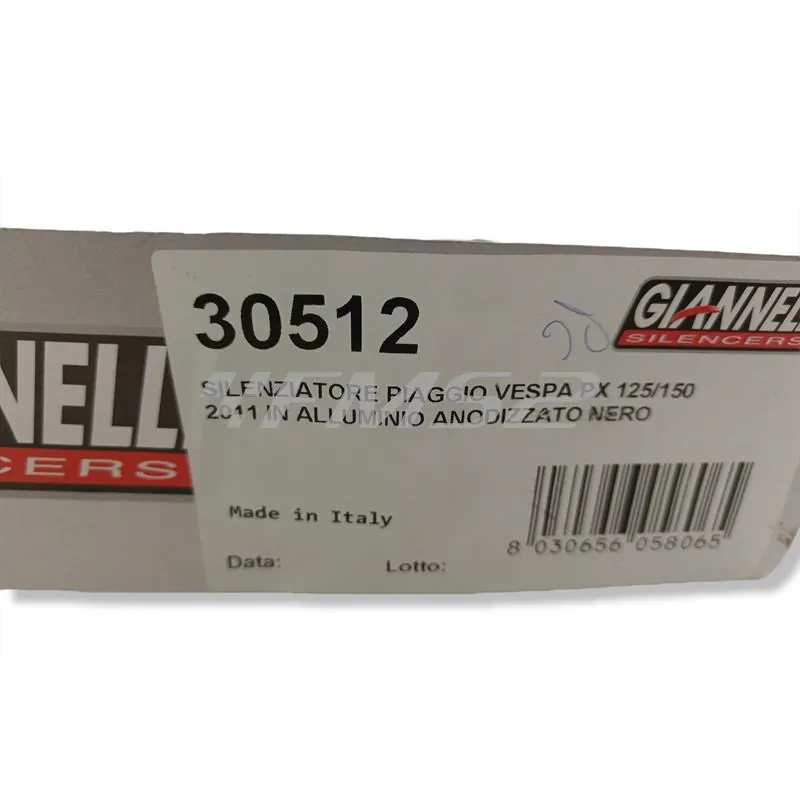 NELL
CERS
30512
GIANNEL
SILENCERS
SILENZIATORE PIAGGIO VESPA PX 125/150
2011 IN ALLUMINIO ANODIZZATO NERO
Made in Italy
8 030656 058065
Data:
Lotto: